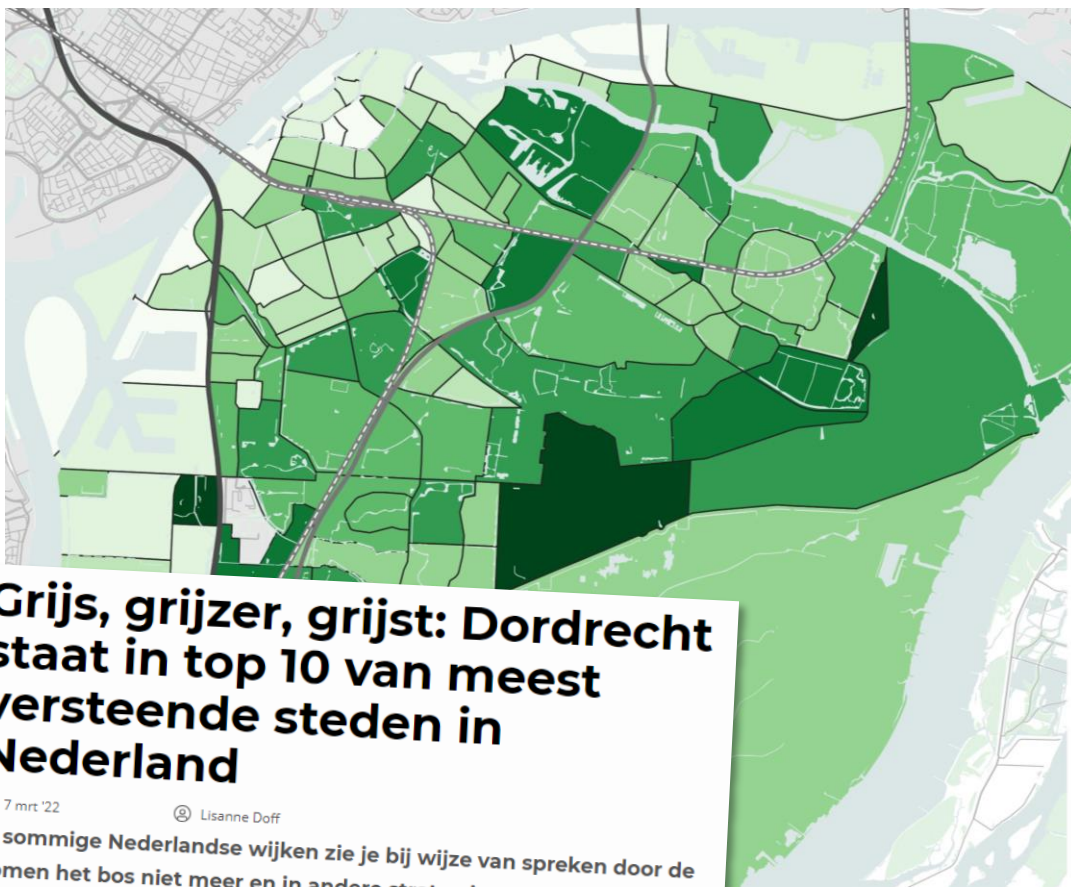 Grijs, grijzer, grijst: Dordrecht
staat in top 10 van meest
versteende steden in
Nederland
7 mrt '22 Lisanne Doff
sommige Nederlandse wijken zie je bij wijze van spreken door de
men het bos niet meer en in andere